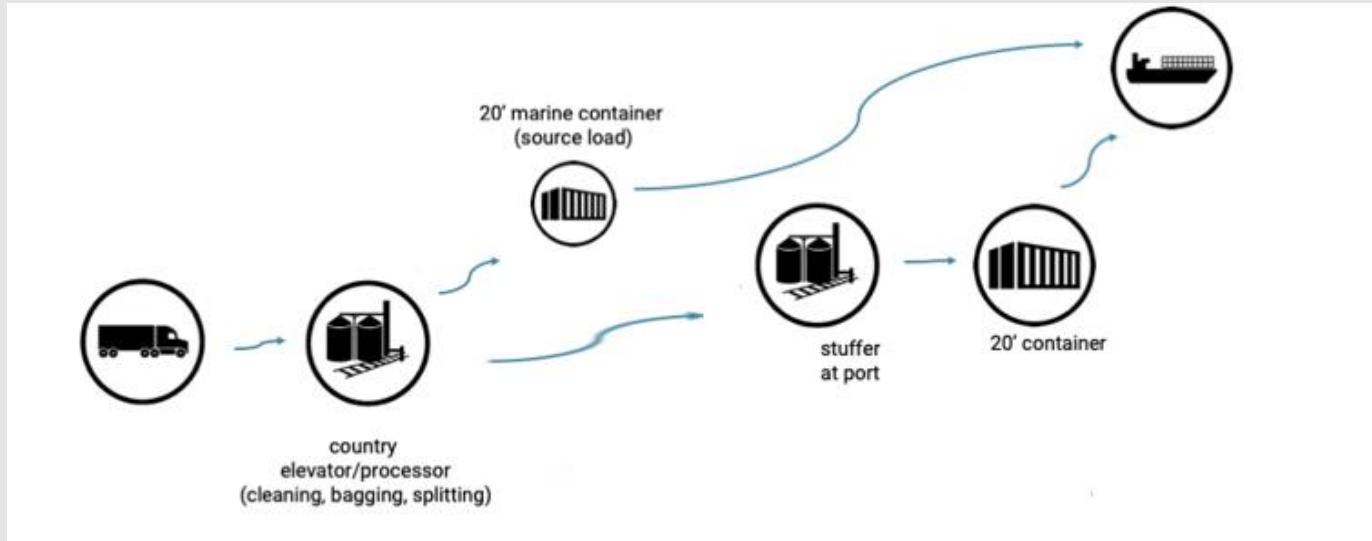 20’ marine container
(source load)
stuffer
at port
20’ container
country
elevator/processor
(cleaning, bagging, splitting)